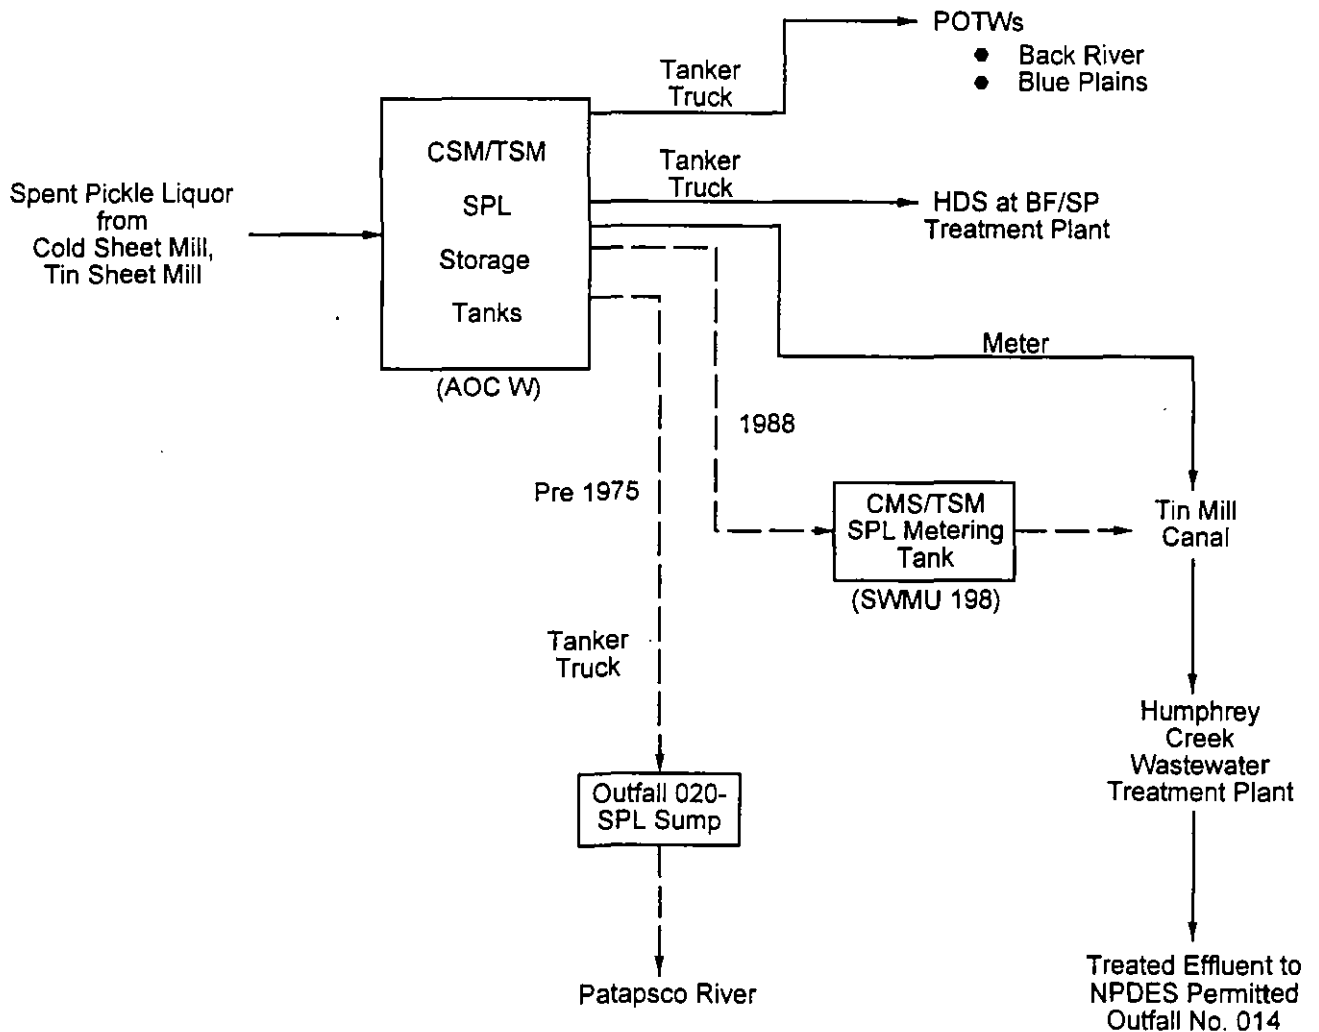 POTWs
● Back River
● Blue Plains
Tanker
Truck
CSM/TSM
SPL
Storage
Tanks
(AOC W)
Spent Pickle Liquor
from
Cold Sheet Mill,
Tin Sheet Mill
Tanker
Truck
HDS at BF/SP
Treatment Plant
Meter
1988
Pre 1975
CMS/TSM
SPL Metering
Tank
(SWMU 198)
Tin Mill
Canal
Tanker
Truck
Humphrey
Creek
Wastewater
Treatment Plant
Outfall 020-
SPL Sump
Patapsco River
Treated Effluent to
NPDES Permitted
Outfall No. 014